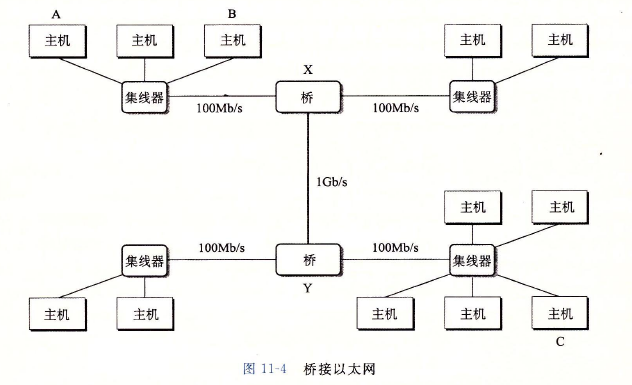 A B
主机 主机 主机 主机 主机
X
集线器 桥 集线器
100Mb/s 100Mb/s
1Gb/s
主机 主机
100Mb/s 100Mb/s
集线器 桥 集线器
Y
主机 主机 主机 主机 主机
C
图 11-4 桥接以太网